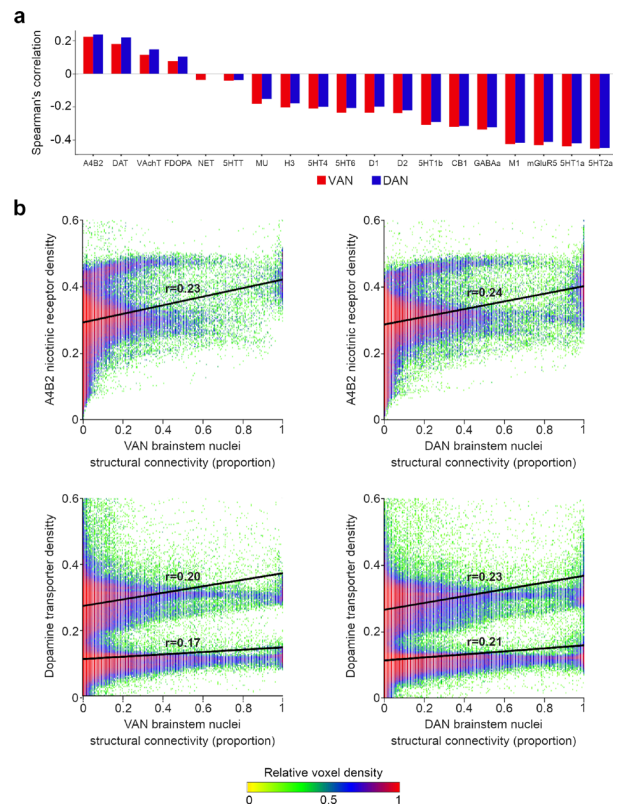 a
Spearman's correlation
0.2
0
−0.2
−0.4
A4B2 DAT VAchT FDOPA NET 5HTT MU H3 5HT4 5HT6 D1 D2 5HT1b CB1 GABAa M1 mGluR5 5HT1a 5HT2a
VAN DAN
b
A4B2 nicotinic receptor density
0.6
0.4
0.2
0
r=0.23
0 0.2 0.4 0.6 0.8 1
VAN brainstem nuclei
structural connectivity (proportion)
A4B2 nicotinic receptor density
0.6
0.4
0.2
0
r=0.24
0 0.2 0.4 0.6 0.8 1
DAN brainstem nuclei
structural connectivity (proportion)
Dopamine transporter densitty
0.6
0.4
0.2
0
r=0.20
r=0.17
0 0.2 0.4 0.6 0.8 1
VAN brainstem nuclei
structural connectivity (proportion)
Dopamine transporter densitty
0.6
0.4
0.2
0
r=0.23
r=0.21
0 0.2 0.4 0.6 0.8 1
DAN brainstem nuclei
structural connectivity (proportion)
Relative voxel density
0 0.5 1